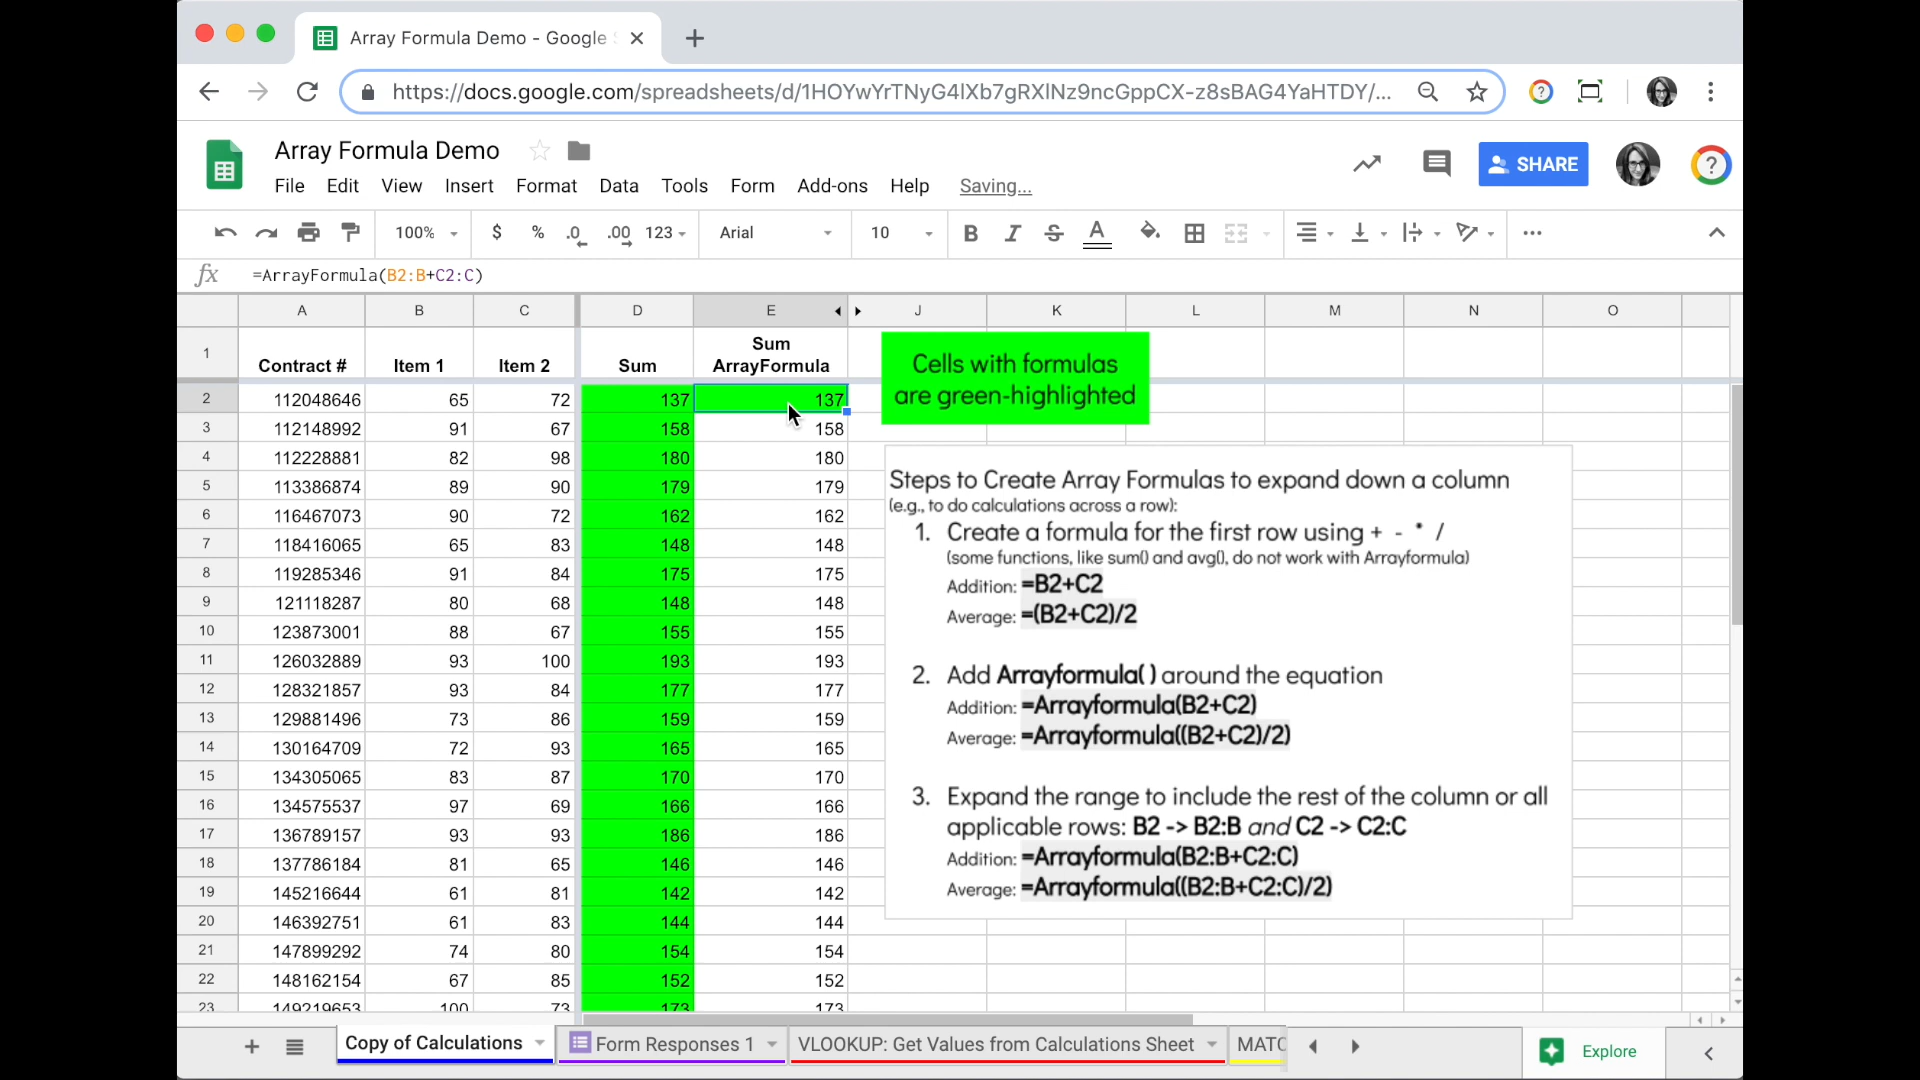 Array Formula Demo - Google
https://docs.google.com/spreadsheets/d/1HOYwYrTNyG4lXb7gRXlNz9ncGppCX-z8sBAG4YaHTDY/...
Array Formula Demo
File Edit View Insert Format Data Tools Form Add-ons Help Saving...
SHARE
100% $ % .0 .00 123 Arial 10 B I S A ...
fx =ArrayFormula(B2:B+C2:C)
A B C D E J K L M N O
1 Contract # Item 1 Item 2 Sum Sum ArrayFormula
2 112048646 65 72 137 137
3 112148992 91 67 158 158
4 112228881 82 98 180 180
5 113386874 89 90 179 179
6 116467073 90 72 162 162
7 118416065 65 83 148 148
8 119285346 91 84 175 175
9 121118287 80 68 148 148
10 123873001 88 67 155 155
11 126032889 93 100 193 193
12 128321857 93 84 177 177
13 129881496 73 86 159 159
14 130164709 72 93 165 165
15 134305065 83 87 170 170
16 134575537 97 69 166 166
17 136789157 93 93 186 186
18 137786184 81 65 146 146
19 145216644 61 81 142 142
20 146392751 61 83 144 144
21 147899292 74 80 154 154
22 148162154 67 85 152 152
23 149219653 100 73 173 173
Cells with formulas
are green-highlighted
Steps to Create Array Formulas to expand down a column
(e.g., to do calculations across a row):
1. Create a formula for the first row using + - * /
(some functions, like sum() and avg(), do not work with Arrayformula)
Addition: =B2+C2
Average: =(B2+C2)/2
2. Add Arrayformula( ) around the equation
Addition: =Arrayformula(B2+C2)
Average: =Arrayformula((B2+C2)/2)
3. Expand the range to include the rest of the column or all
applicable rows: B2 -> B2:B and C2 -> C2:C
Addition: =Arrayformula(B2:B+C2:C)
Average: =Arrayformula((B2:B+C2:C)/2)
Copy of Calculations Form Responses 1 VLOOKUP: Get Values from Calculations Sheet MATC Explore